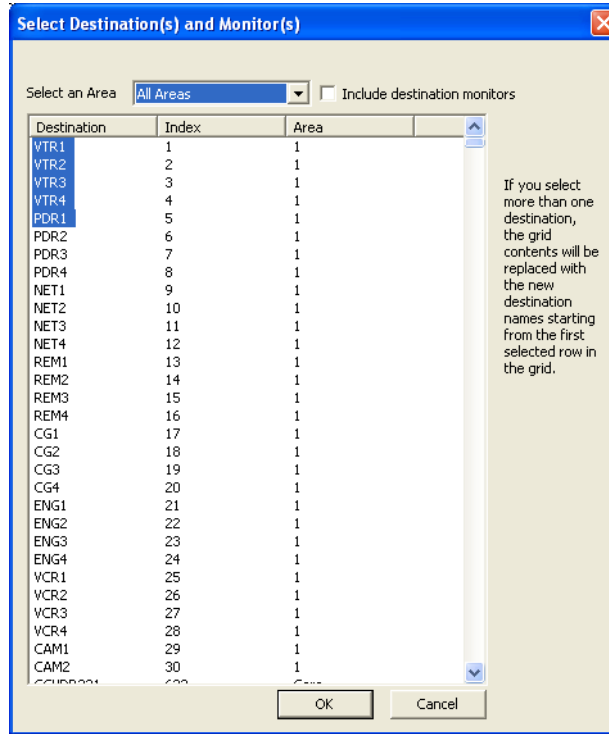 Select Destination(s) and Monitor(s)
Select an Area All Areas Include destination monitors
Destination Index Area
VTR1 1 1
VTR2 2 1
VTR3 3 1
VTR4 4 1
PDR1 5 1
PDR2 6 1
PDR3 7 1
PDR4 8 1
NET1 9 1
NET2 10 1
NET3 11 1
NET4 12 1
REM1 13 1
REM2 14 1
REM3 15 1
REM4 16 1
CG1 17 1
CG2 18 1
CG3 19 1
CG4 20 1
ENG1 21 1
ENG2 22 1
ENG3 23 1
ENG4 24 1
VCR1 25 1
VCR2 26 1
VCR3 27 1
VCR4 28 1
CAM1 29 1
CAM2 30 1
If you select
more than one
destination,
the grid
contents will be
replaced with
the new
destination
names starting
from the first
selected row in
the grid.
OK Cancel